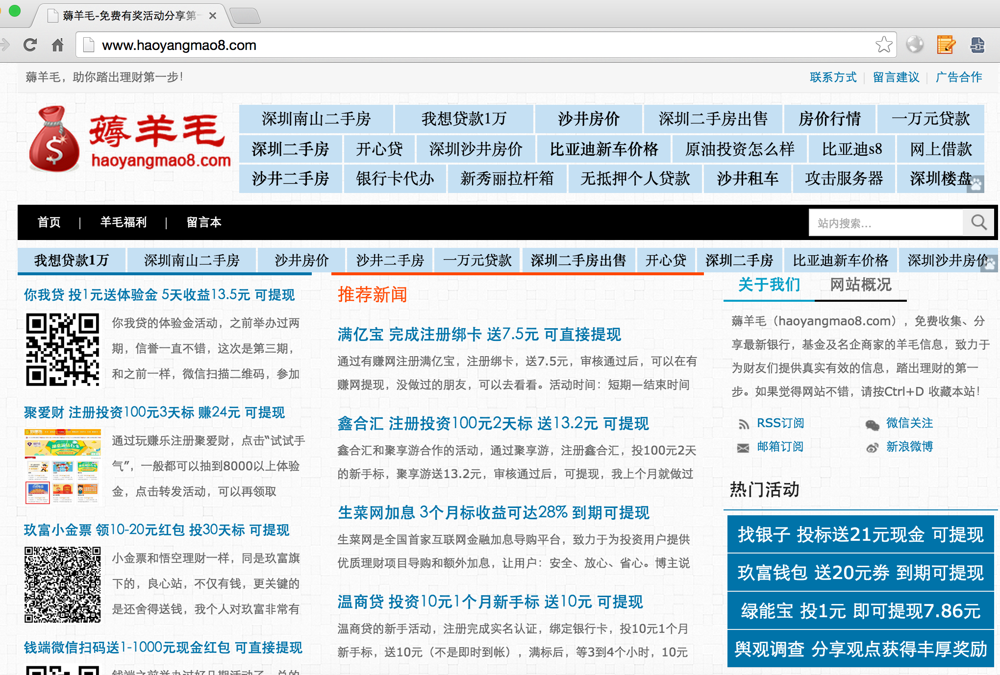 薅羊毛-免费有奖活动分享第一
www.haoyangmao8.com
薅羊毛，助你踏出理财第一步！
联系方式 | 留言建议 | 广告合作
薅羊毛
haoyangmao8.com
深圳南山二手房 我想贷款1万 沙井房价 深圳二手房出售 房价行情 一万元贷款
深圳二手房 开心贷 深圳沙井房价 比亚迪新车价格 原油投资怎么样 比亚迪s8 网上借款
沙井二手房 银行卡代办 新秀丽拉杆箱 无抵押个人贷款 沙井租车 攻击服务器 深圳楼盘
首页 | 羊毛福利 | 留言本
站内搜索...
我想贷款1万 深圳南山二手房 沙井房价 沙井二手房 一万元贷款 深圳二手房出售 开心贷 深圳二手房 比亚迪新车价格 深圳沙井房价
你我贷 投1元送体验金 5天收益13.5元 可提现
你我贷的体验金活动，之前举办过两
期，信誉一直不错，这次是第三期，
和之前一样，微信扫描二维码，参加
聚爱财 注册投资100元3天标 赚24元 可提现
通过玩赚乐注册聚爱财，点击“试试手
气”，一般都可以抽到8000以上体验
金，点击转发活动，可以再领取
玖富小金票 领10-20元红包 投30天标 可提现
小金票和悟空理财一样，同是玖富旗
下的，良心站，不仅有钱，更关键的
是还舍得送钱，我个人对玖富非常有
钱端微信扫码送1-1000元现金红包 可直接提现
钱端之前举办过好几期活动了，总的
推荐新闻
满亿宝 完成注册绑卡 送7.5元 可直接提现
通过有赚网注册满亿宝，注册绑卡，送7.5元，审核通过后，可以在有
赚网提现，没做过的朋友，可以去看看。活动时间：短期—结束时间
鑫合汇 注册投资100元2天标 送13.2元 可提现
鑫合汇和聚享游合作的活动，通过聚享游，注册鑫合汇，投100元2天
的新手标，聚享游送13.2元，审核通过后，可提现，我上个月就做过
生菜网加息 3个月标收益可达28% 到期可提现
生菜网是全国首家互联网金融加息导购平台，致力于为投资用户提供
优质理财项目导购和额外加息，让用户：安全、放心、省心。博主说
温商贷 投资10元1个月新手标 送10元 可提现
温商贷的新手活动，注册完成实名认证，绑定银行卡，投10元1个月
新手标，送10元（不是即时到帐），满标后，等3到4个小时，10元
关于我们 网站概况
薅羊毛（haoyangmao8.com），免费收集、分
享最新银行，基金及名企商家的羊毛信息，致力于
为财友们提供真实有效的信息，踏出理财的第一
步。如果觉得网站不错，请按Ctrl+D 收藏本站！
RSS订阅 微信关注
邮箱订阅 新浪微博
热门活动
找银子 投标送21元现金 可提现
玖富钱包 送20元券 到期可提现
绿能宝 投1元 即可提现7.86元
舆观调查 分享观点获得丰厚奖励